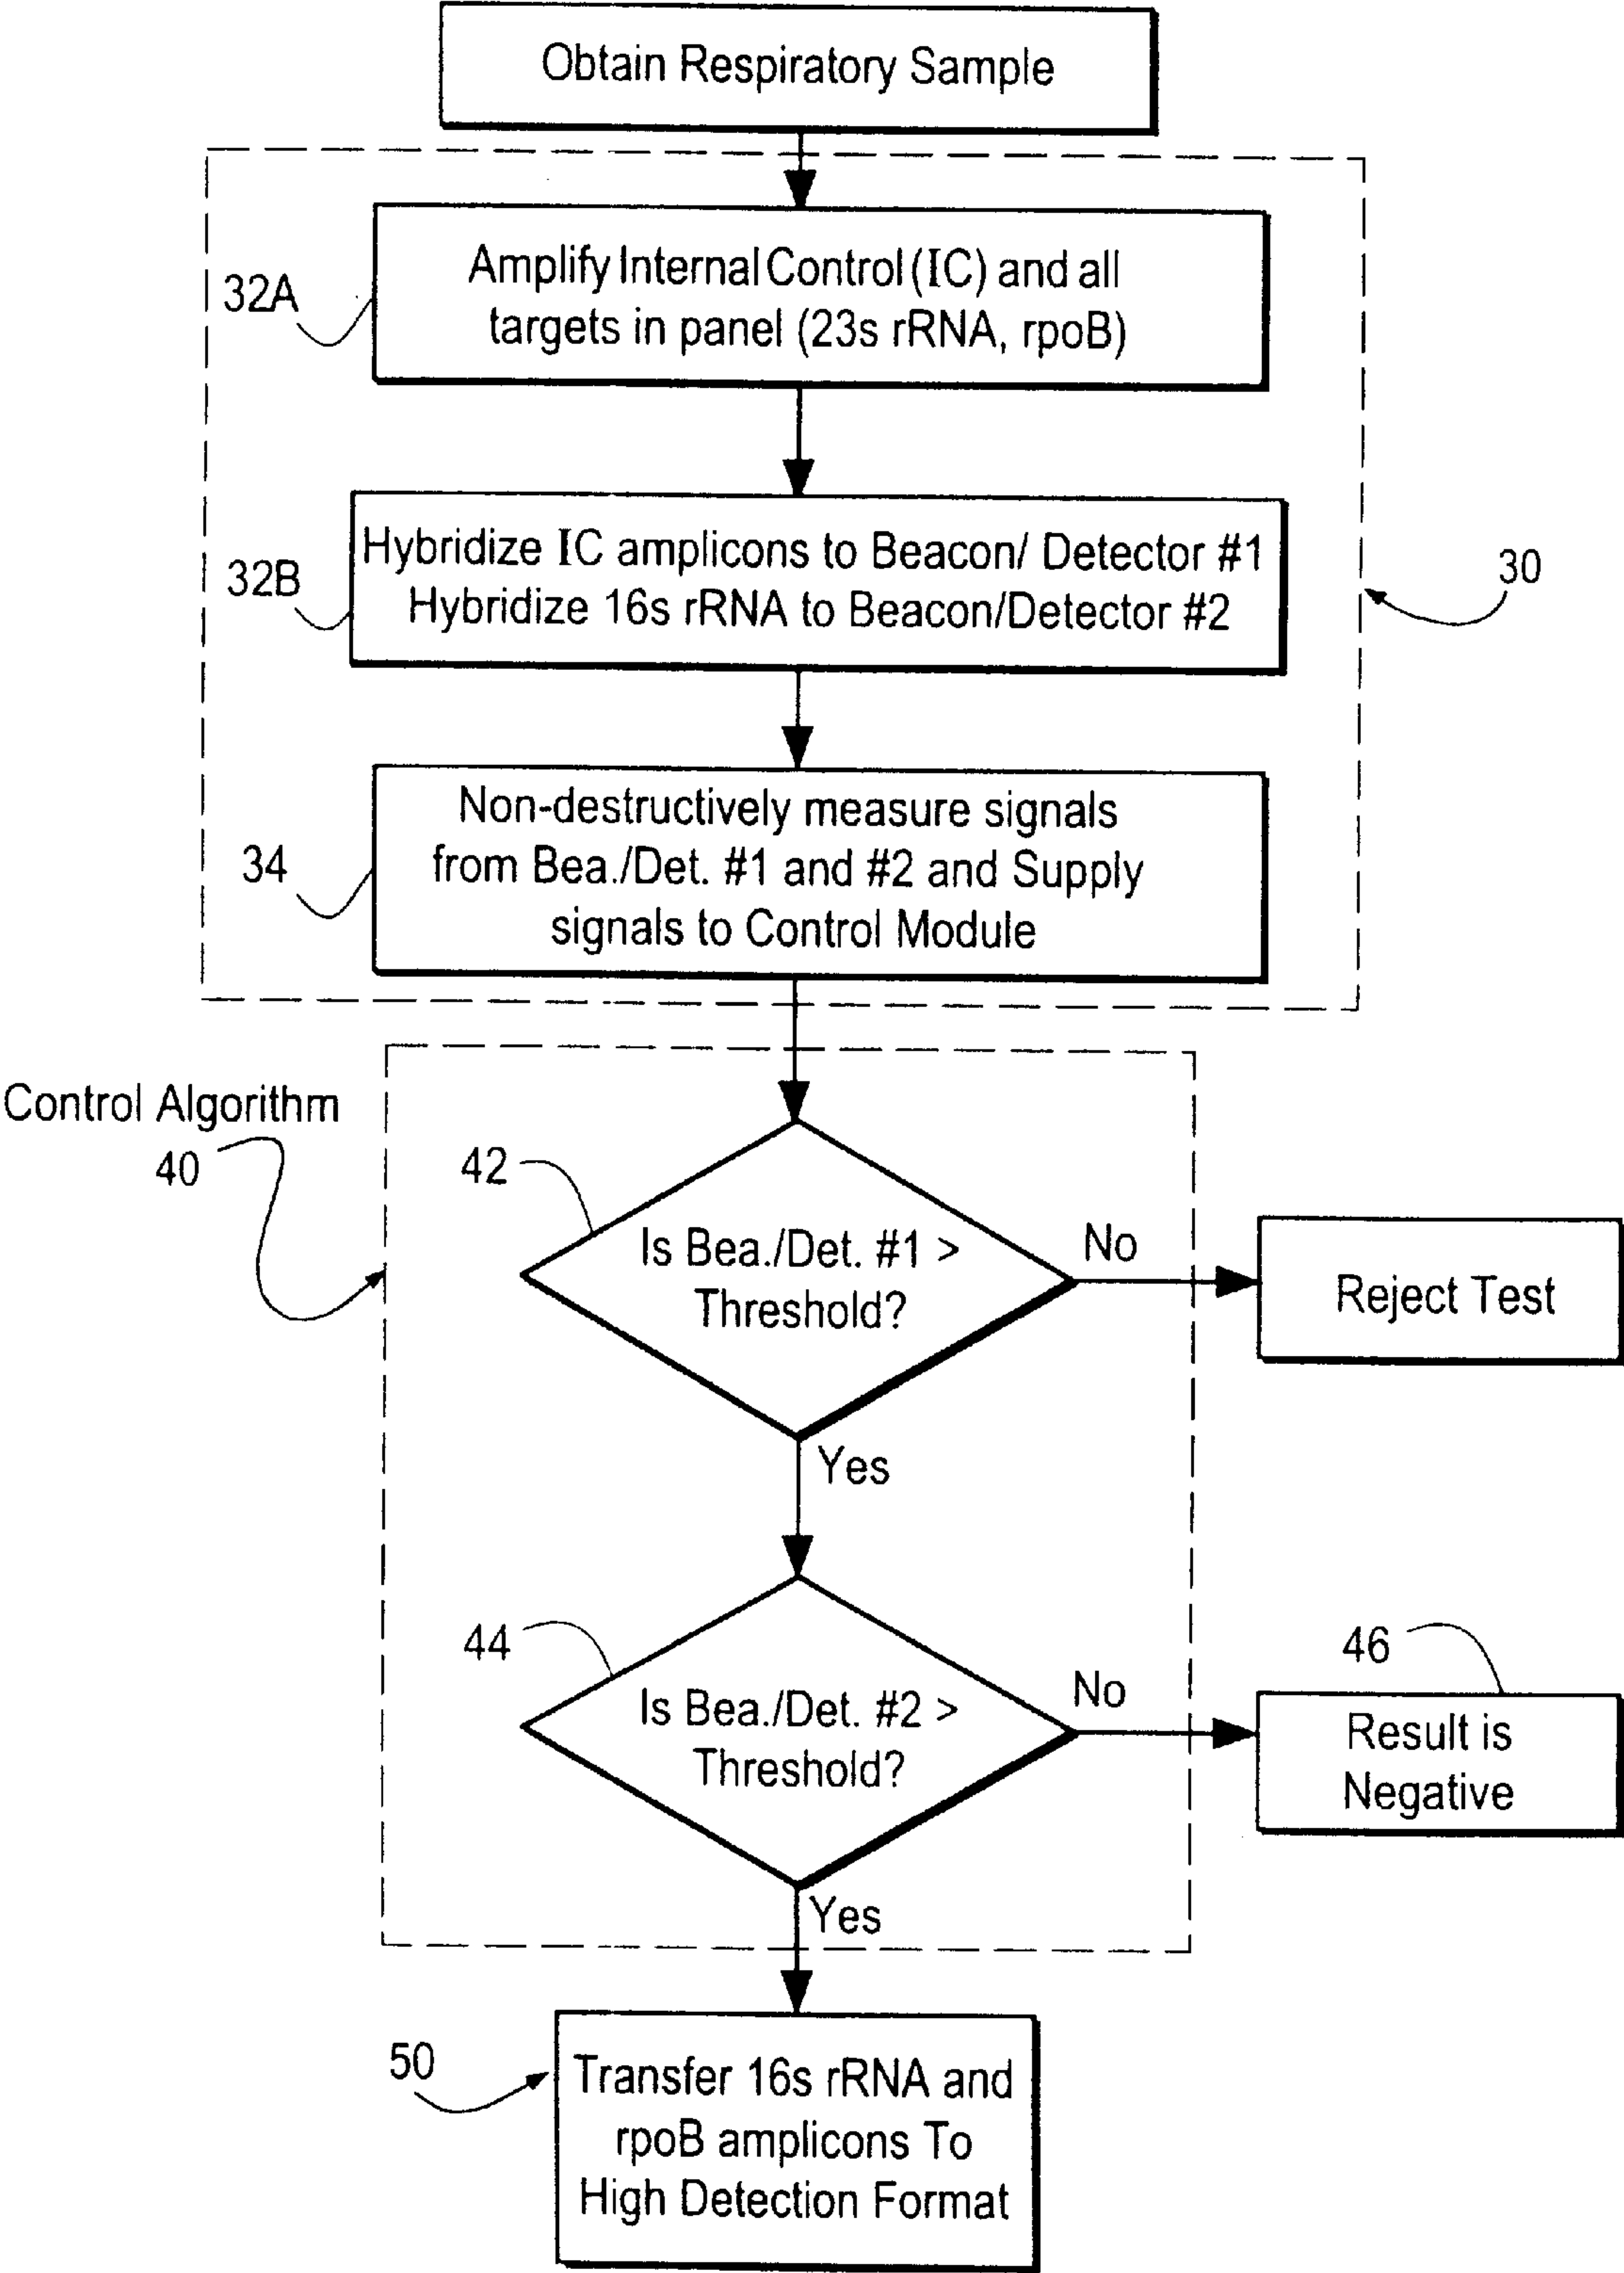 Obtain Respiratory Sample
32A
Amplify Internal Control (IC) and all
targets in panel (23s rRNA, rpoB)
32B
Hybridize IC amplicons to Beacon/ Detector #1
Hybridize 16s rRNA to Beacon/Detector #2
30
34
Non-destructively measure signals
from Bea./Det. #1 and #2 and Supply
signals to Control Module
Control Algorithm
40
42
Is Bea./Det. #1 >
Threshold?
No
Reject Test
Yes
44
Is Bea./Det. #2 >
Threshold?
No
46
Result is
Negative
Yes
50
Transfer 16s rRNA and
rpoB amplicons To
High Detection Format